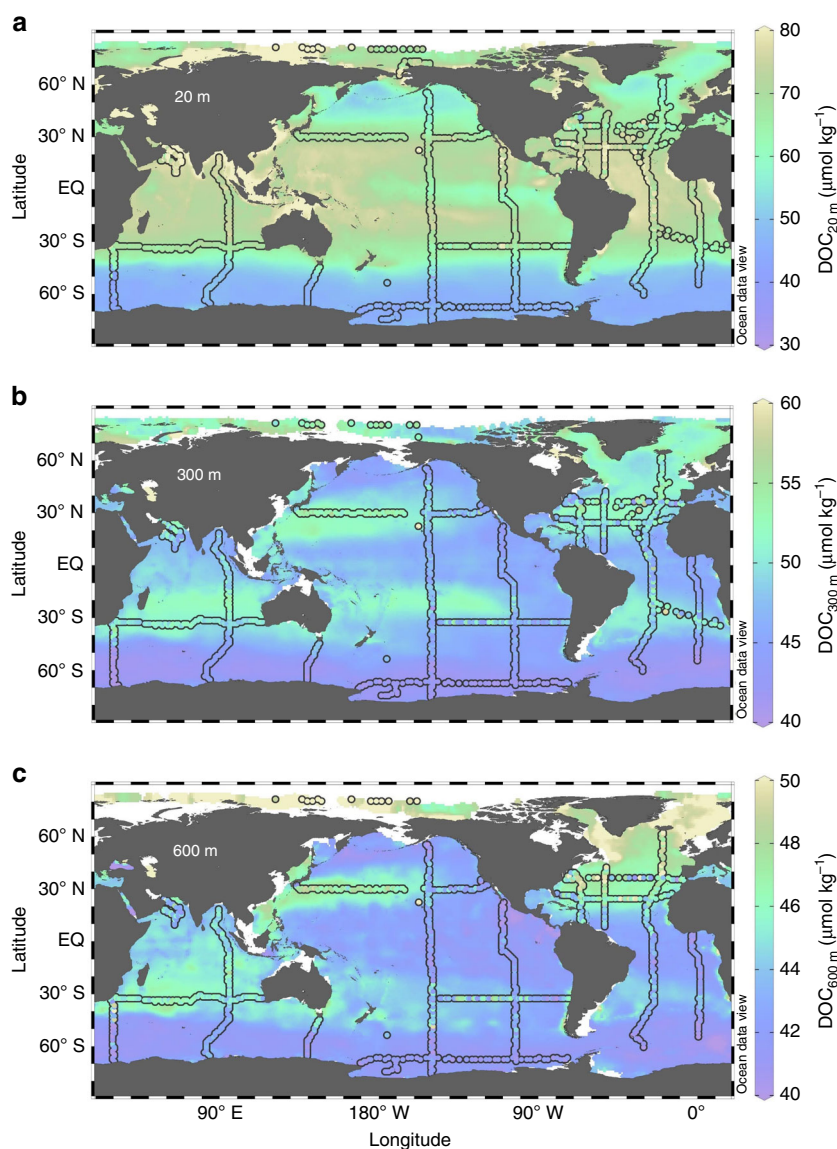 a
60° N
30° N
EQ
30° S
60° S
Latitude
20 m
Ocean data view
80
70
60
50
40
30
DOC20 m (μmol kg−1)
b
60° N
30° N
EQ
30° S
60° S
Latitude
300 m
Ocean data view
60
55
50
45
40
DOC300 m (μmol kg−1)
c
60° N
30° N
EQ
30° S
60° S
Latitude
600 m
Ocean data view
50
48
46
44
42
40
DOC600 m (μmol kg−1)
90° E
180° W
90° W
0°
Longitude